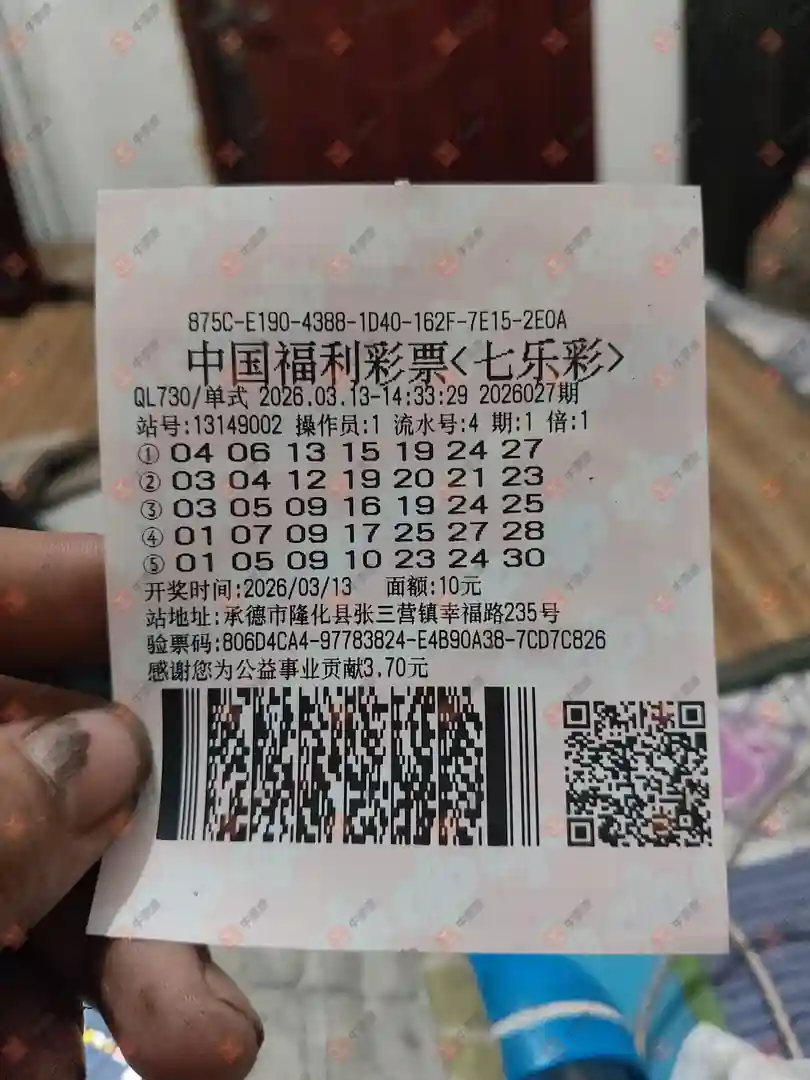 875C-E190-4388-1D40-162F-7E15-2E0A
中国福利彩票<七乐彩>
QL730/单式 2026.03.13-14:33:29 2026027期
站号:13149002 操作员:1 流水号:4 期:1 倍:1
① 04 06 13 15 19 24 27
② 03 04 12 19 20 21 23
③ 03 05 09 16 19 24 25
④ 01 07 09 17 25 27 28
⑤ 01 05 09 10 23 24 30
开奖时间:2026/03/13 面额:10元
站地址:承德市隆化县张三营镇幸福路235号
验票码:806D4CA4-97783824-E4B90A38-7CD7C826
感谢您为公益事业贡献3.70元